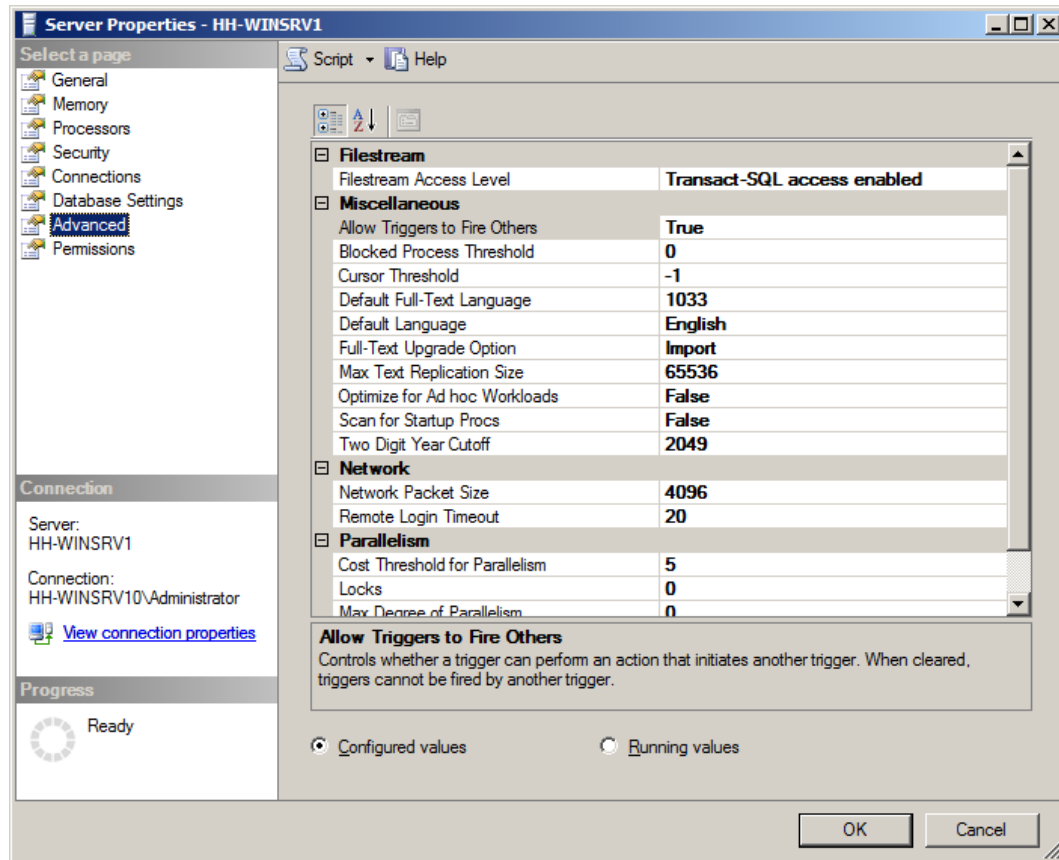 Server Properties - HH-WINSRV1
Select a page
General
Memory
Processors
Security
Connections
Database Settings
Advanced
Permissions
Script Help
Filestream
Filestream Access Level Transact-SQL access enabled
Miscellaneous
Allow Triggers to Fire Others True
Blocked Process Threshold 0
Cursor Threshold -1
Default Full-Text Language 1033
Default Language English
Full-Text Upgrade Option Import
Max Text Replication Size 65536
Optimize for Ad hoc Workloads False
Scan for Startup Procs False
Two Digit Year Cutoff 2049
Network
Network Packet Size 4096
Remote Login Timeout 20
Parallelism
Cost Threshold for Parallelism 5
Locks 0
Max Degree of Parallelism 0
Allow Triggers to Fire Others
Controls whether a trigger can perform an action that initiates another trigger. When cleared,
triggers cannot be fired by another trigger.
Configured values Running values
Connection
Server:
HH-WINSRV1
Connection:
HH-WINSRV10\Administrator
View connection properties
Progress
Ready
OK Cancel